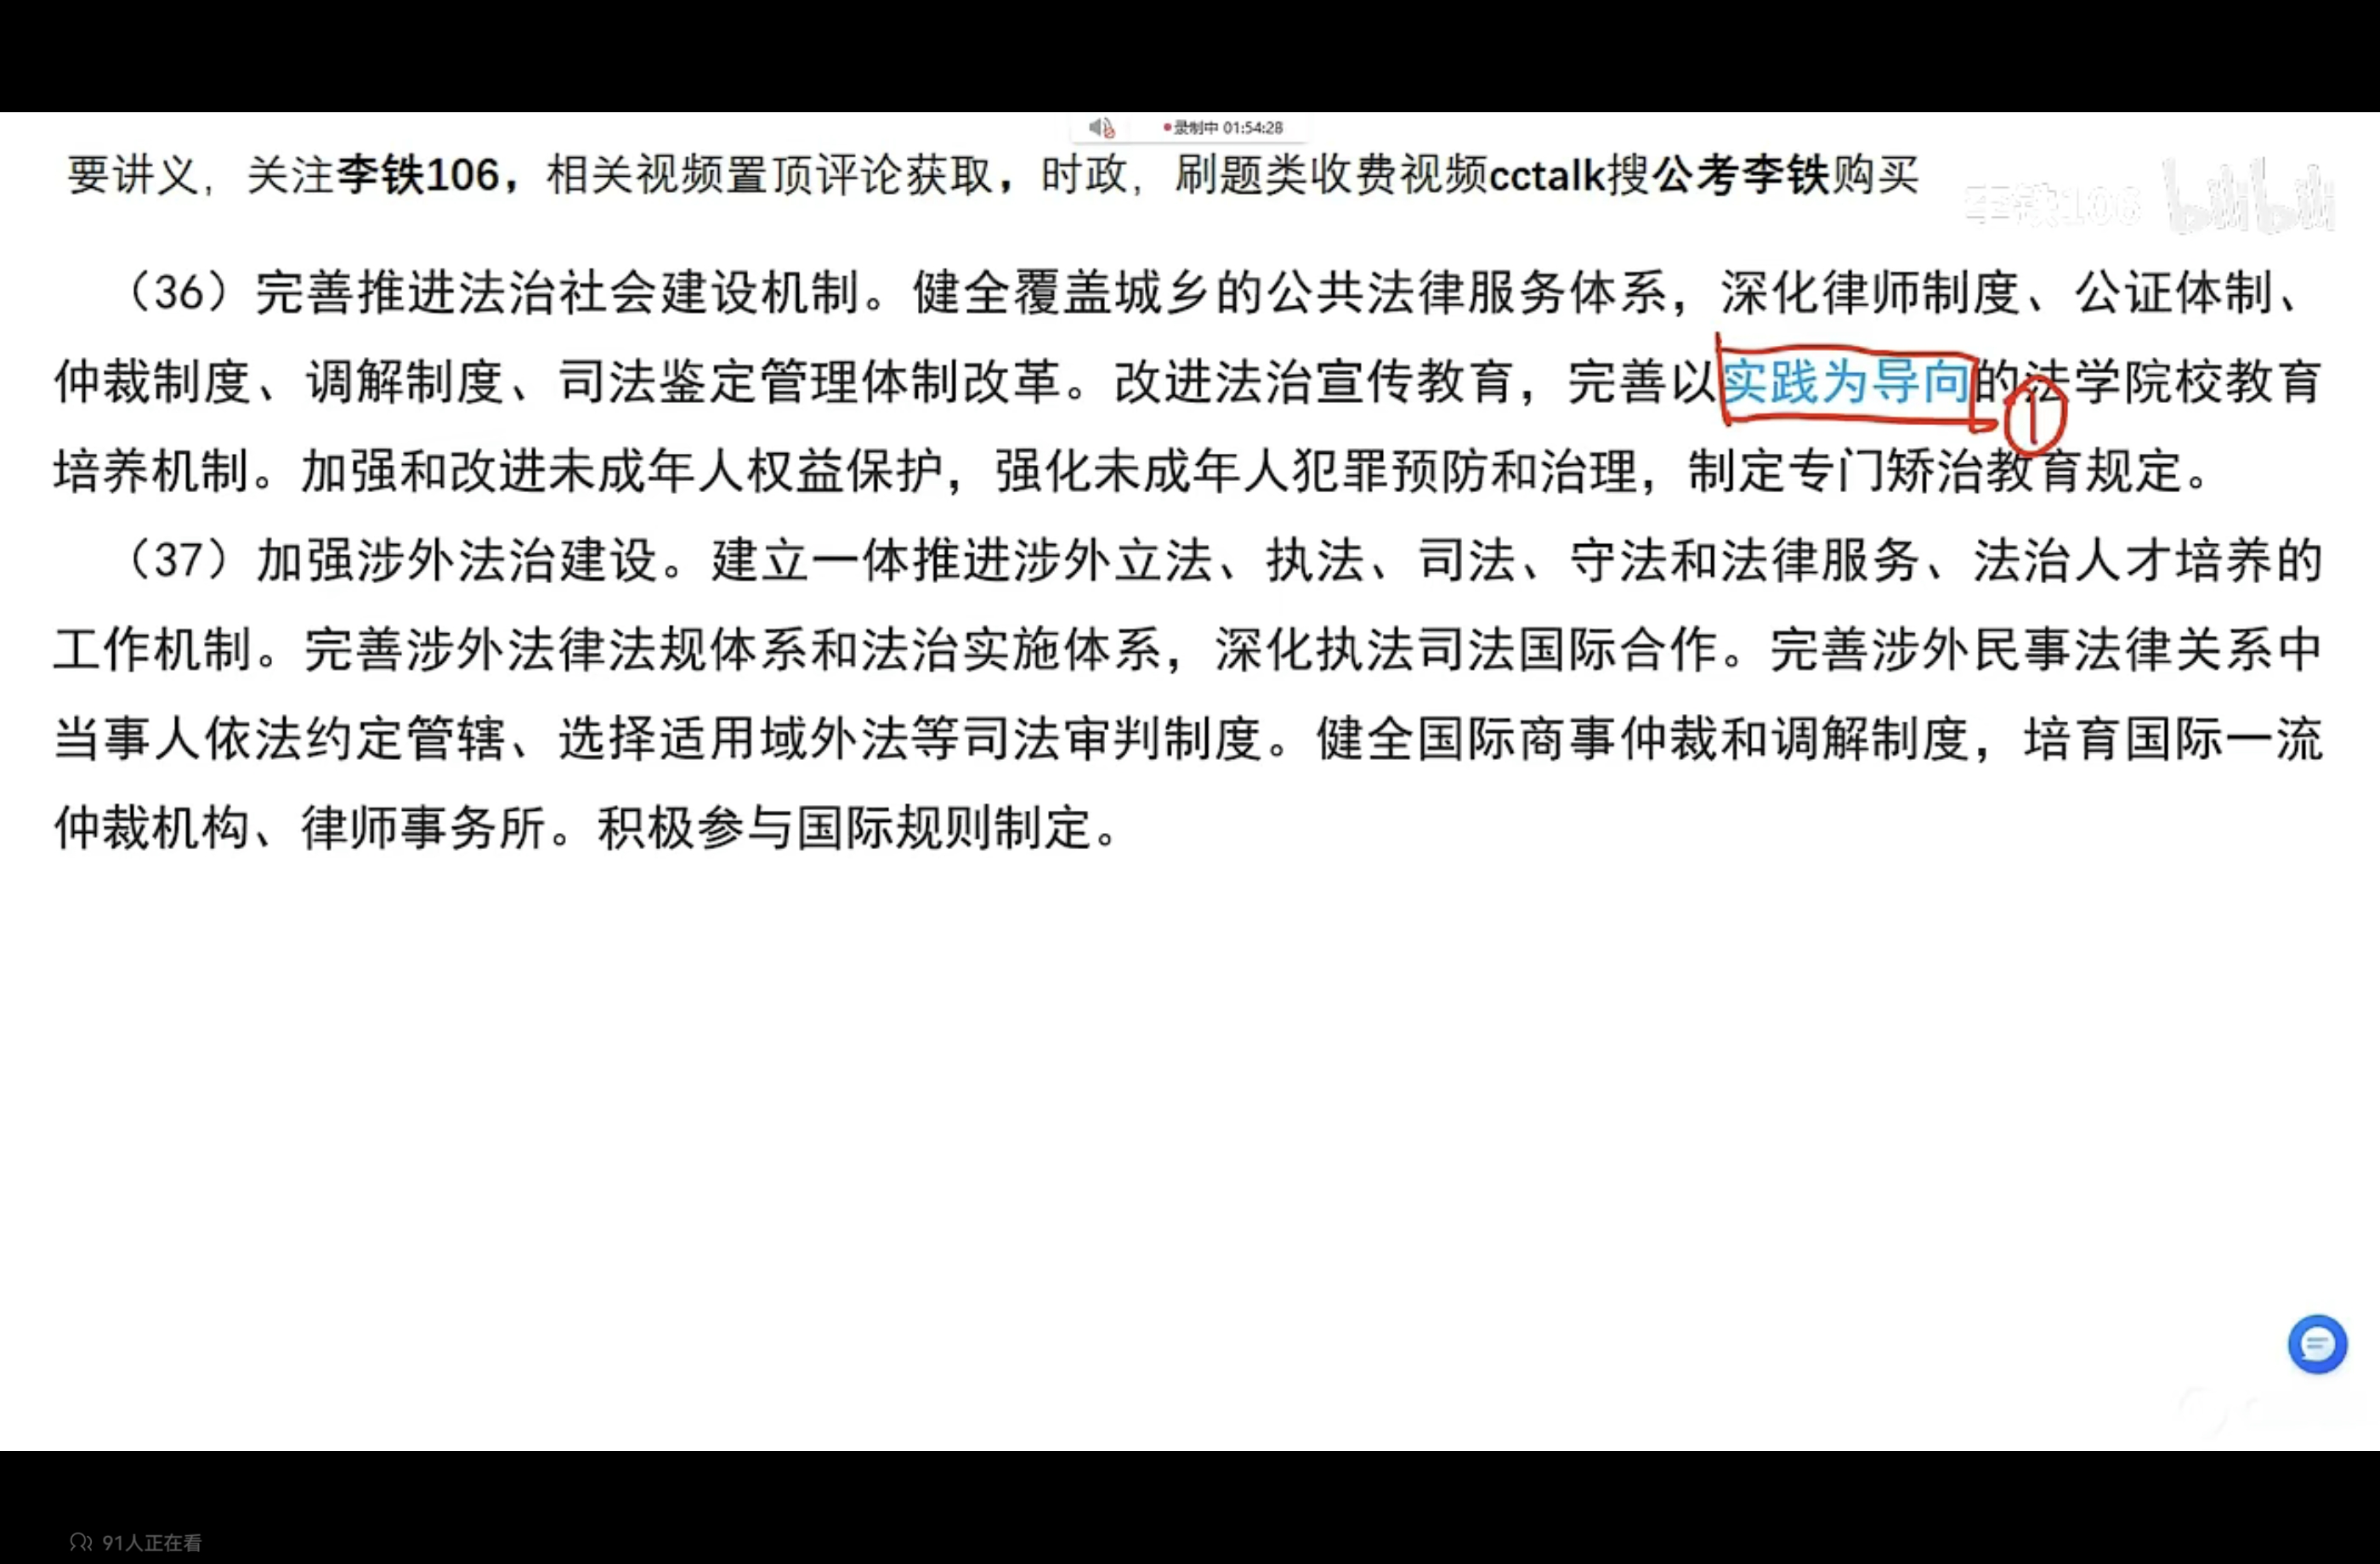 录制中 01:54:28
要讲义，关注李铁106，相关视频置顶评论获取，时政，刷题类收费视频cctalk搜公考李铁购买
李铁106 bilibili
（36）完善推进法治社会建设机制。健全覆盖城乡的公共法律服务体系，深化律师制度、公证体制、
仲裁制度、调解制度、司法鉴定管理体制改革。改进法治宣传教育，完善以实践为导向的法学院校教育
①
培养机制。加强和改进未成年人权益保护，强化未成年人犯罪预防和治理，制定专门矫治教育规定。
（37）加强涉外法治建设。建立一体推进涉外立法、执法、司法、守法和法律服务、法治人才培养的
工作机制。完善涉外法律法规体系和法治实施体系，深化执法司法国际合作。完善涉外民事法律关系中
当事人依法约定管辖、选择适用域外法等司法审判制度。健全国际商事仲裁和调解制度，培育国际一流
仲裁机构、律师事务所。积极参与国际规则制定。
91人正在看